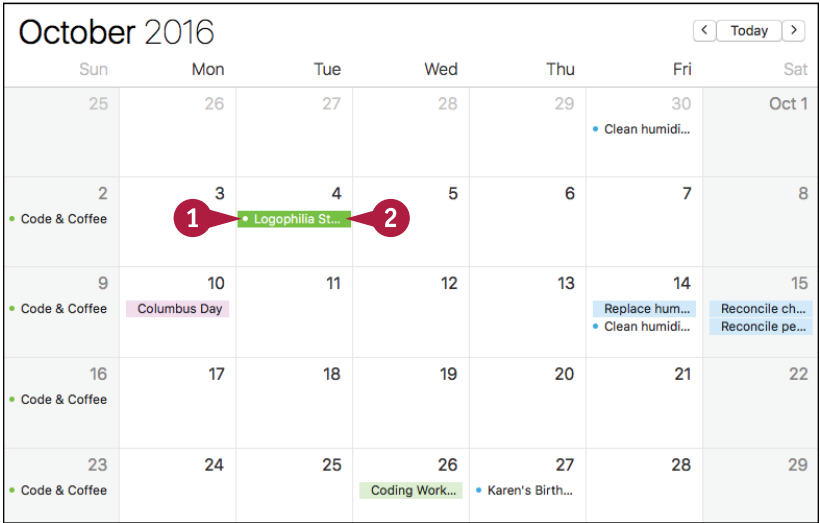 October 2016
< Today >
Sun Mon Tue Wed Thu Fri Sat
25 26 27 28 29 30 Oct 1
Clean humidi...
2 3 4 5 6 7 8
Code & Coffee 1 Logophilia St... 2
9 10 11 12 13 14 15
Code & Coffee Columbus Day Replace hum... Reconcile ch...
Clean humidi... Reconcile pe...
16 17 18 19 20 21 22
Code & Coffee
23 24 25 26 27 28 29
Code & Coffee Coding Work... Karen's Birth...